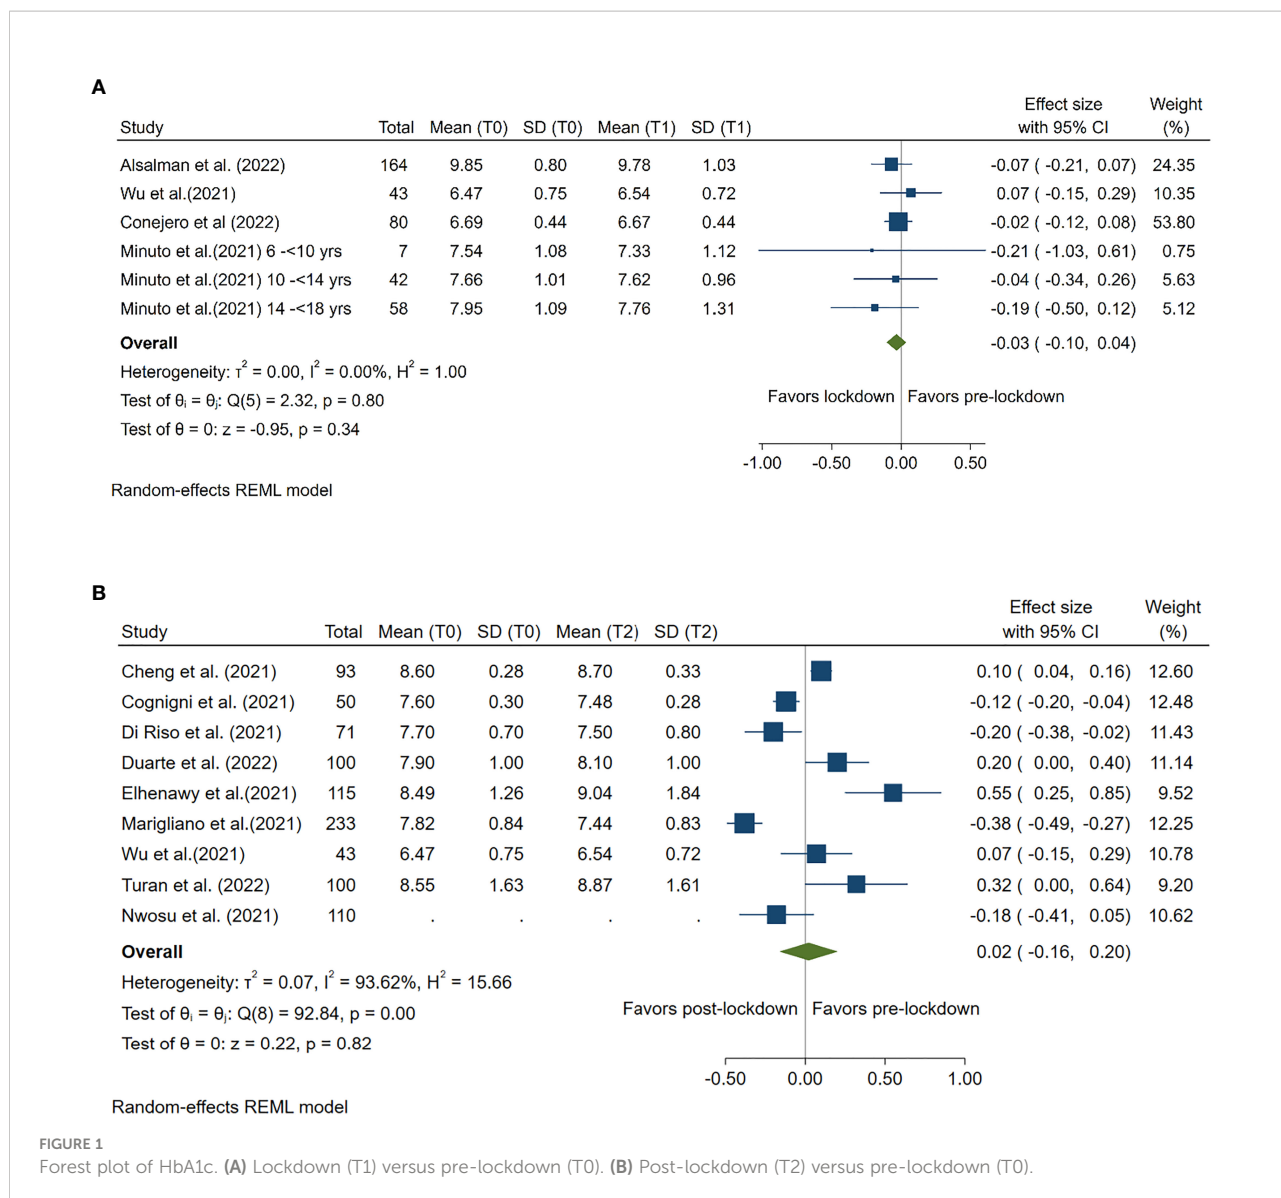 A
Effect size Weight
Study Total Mean (T0) SD (T0) Mean (T1) SD (T1) with 95% CI (%)
Alsalman et al. (2022) 164 9.85 0.80 9.78 1.03 -0.07 ( -0.21, 0.07) 24.35
Wu et al.(2021) 43 6.47 0.75 6.54 0.72 0.07 ( -0.15, 0.29) 10.35
Conejero et al (2022) 80 6.69 0.44 6.67 0.44 -0.02 ( -0.12, 0.08) 53.80
Minuto et al.(2021) 6 -<10 yrs 7 7.54 1.08 7.33 1.12 -0.21 ( -1.03, 0.61) 0.75
Minuto et al.(2021) 10 -<14 yrs 42 7.66 1.01 7.62 0.96 -0.04 ( -0.34, 0.26) 5.63
Minuto et al.(2021) 14 -<18 yrs 58 7.95 1.09 7.76 1.31 -0.19 ( -0.50, 0.12) 5.12
Overall -0.03 ( -0.10, 0.04)
Heterogeneity: τ² = 0.00, I² = 0.00%, H² = 1.00
Favors lockdown Favors pre-lockdown
Test of θᵢ = θⱼ: Q(5) = 2.32, p = 0.80
Test of θ = 0: z = -0.95, p = 0.34
-1.00 -0.50 0.00 0.50
Random-effects REML model
B
Effect size Weight
Study Total Mean (T0) SD (T0) Mean (T2) SD (T2) with 95% CI (%)
Cheng et al. (2021) 93 8.60 0.28 8.70 0.33 0.10 ( 0.04, 0.16) 12.60
Cognigni et al. (2021) 50 7.60 0.30 7.48 0.28 -0.12 ( -0.20, -0.04) 12.48
Di Riso et al. (2021) 71 7.70 0.70 7.50 0.80 -0.20 ( -0.38, -0.02) 11.43
Duarte et al. (2022) 100 7.90 1.00 8.10 1.00 0.20 ( 0.00, 0.40) 11.14
Elhenawy et al.(2021) 115 8.49 1.26 9.04 1.84 0.55 ( 0.25, 0.85) 9.52
Marigliano et al.(2021) 233 7.82 0.84 7.44 0.83 -0.38 ( -0.49, -0.27) 12.25
Wu et al.(2021) 43 6.47 0.75 6.54 0.72 0.07 ( -0.15, 0.29) 10.78
Turan et al. (2022) 100 8.55 1.63 8.87 1.61 0.32 ( 0.00, 0.64) 9.20
Nwosu et al. (2021) 110 . . . . -0.18 ( -0.41, 0.05) 10.62
Overall 0.02 ( -0.16, 0.20)
Heterogeneity: τ² = 0.07, I² = 93.62%, H² = 15.66
Favors post-lockdown Favors pre-lockdown
Test of θᵢ = θⱼ: Q(8) = 92.84, p = 0.00
Test of θ = 0: z = 0.22, p = 0.82
-0.50 0.00 0.50 1.00
Random-effects REML model
FIGURE 1
Forest plot of HbA1c. (A) Lockdown (T1) versus pre-lockdown (T0). (B) Post-lockdown (T2) versus pre-lockdown (T0).